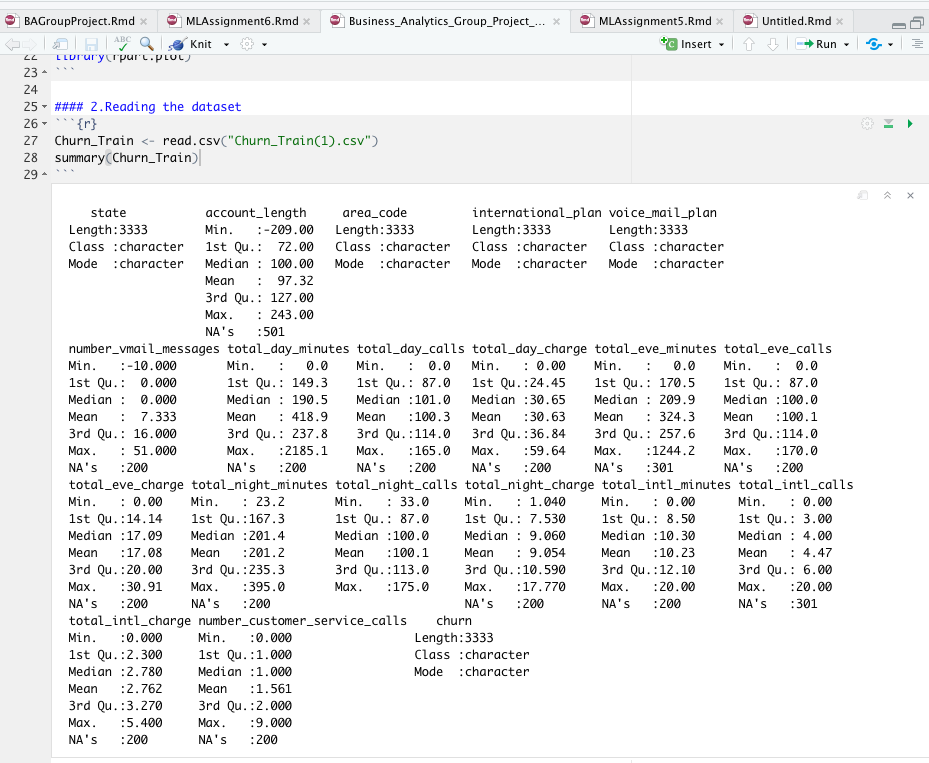 BAGroupProject.Rmd MLAssignment6.Rmd Business_Analytics_Group_Project_... MLAssignment5.Rmd Untitled.Rmd
ABC Knit Insert Run
22 library(rpart.plot)
23 ```
24
25 #### 2.Reading the dataset
26 ```{r}
27 Churn_Train <- read.csv("Churn_Train(1).csv")
28 summary(Churn_Train)
29 ```
state account_length area_code international_plan voice_mail_plan
Length:3333 Min. :-209.00 Length:3333 Length:3333 Length:3333
Class :character 1st Qu.: 72.00 Class :character Class :character Class :character
Mode :character Median : 100.00 Mode :character Mode :character Mode :character
Mean : 97.32
3rd Qu.: 127.00
Max. : 243.00
NA's :501
number_vmail_messages total_day_minutes total_day_calls total_day_charge total_eve_minutes total_eve_calls
Min. :-10.000 Min. : 0.0 Min. : 0.0 Min. : 0.00 Min. : 0.0 Min. : 0.0
1st Qu.: 0.000 1st Qu.: 149.3 1st Qu.: 87.0 1st Qu.:24.45 1st Qu.: 170.5 1st Qu.: 87.0
Median : 0.000 Median : 190.5 Median :101.0 Median :30.65 Median : 209.9 Median :100.0
Mean : 7.333 Mean : 418.9 Mean :100.3 Mean :30.63 Mean : 324.3 Mean :100.1
3rd Qu.: 16.000 3rd Qu.: 237.8 3rd Qu.:114.0 3rd Qu.:36.84 3rd Qu.: 257.6 3rd Qu.:114.0
Max. : 51.000 Max. :2185.1 Max. :165.0 Max. :59.64 Max. :1244.2 Max. :170.0
NA's :200 NA's :200 NA's :200 NA's :200 NA's :301 NA's :200
total_eve_charge total_night_minutes total_night_calls total_night_charge total_intl_minutes total_intl_calls
Min. : 0.00 Min. : 23.2 Min. : 33.0 Min. : 1.040 Min. : 0.00 Min. : 0.00
1st Qu.:14.14 1st Qu.:167.3 1st Qu.: 87.0 1st Qu.: 7.530 1st Qu.: 8.50 1st Qu.: 3.00
Median :17.09 Median :201.4 Median :100.0 Median : 9.060 Median :10.30 Median : 4.00
Mean :17.08 Mean :201.2 Mean :100.1 Mean : 9.054 Mean :10.23 Mean : 4.47
3rd Qu.:20.00 3rd Qu.:235.3 3rd Qu.:113.0 3rd Qu.:10.590 3rd Qu.:12.10 3rd Qu.: 6.00
Max. :30.91 Max. :395.0 Max. :175.0 Max. :17.770 Max. :20.00 Max. :20.00
NA's :200 NA's :200 NA's :200 NA's :200 NA's :301
total_intl_charge number_customer_service_calls churn
Min. :0.000 Min. :0.000 Length:3333
1st Qu.:2.300 1st Qu.:1.000 Class :character
Median :2.780 Median :1.000 Mode :character
Mean :2.762 Mean :1.561
3rd Qu.:3.270 3rd Qu.:2.000
Max. :5.400 Max. :9.000
NA's :200 NA's :200